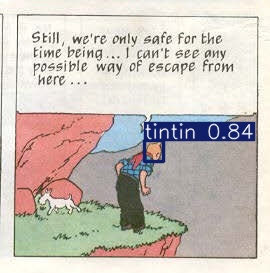 Still, we're only safe for the
time being... I can't see any
possible way of escape from
here...
tintin 0.84